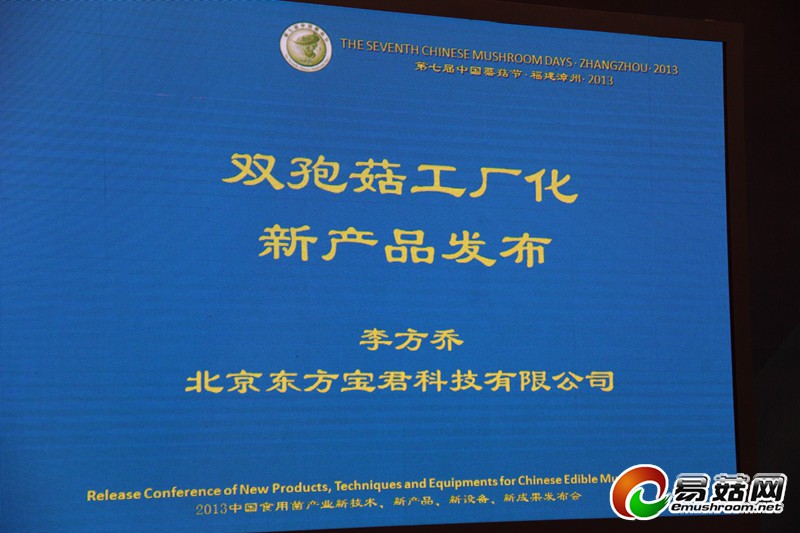 THE SEVENTH CHINESE MUSHROOM DAYS · ZHANGZHOU · 2013
第七届中国蘑菇节·福建漳州·2013
双孢菇工厂化
新产品发布
李方乔
北京东方宝君科技有限公司
Release Conference of New Products, Techniques and Equipments for Chinese Edible
2013中国食用菌产业新技术、新产品、新设备、新成果发布会
易菇网
emushroom.net